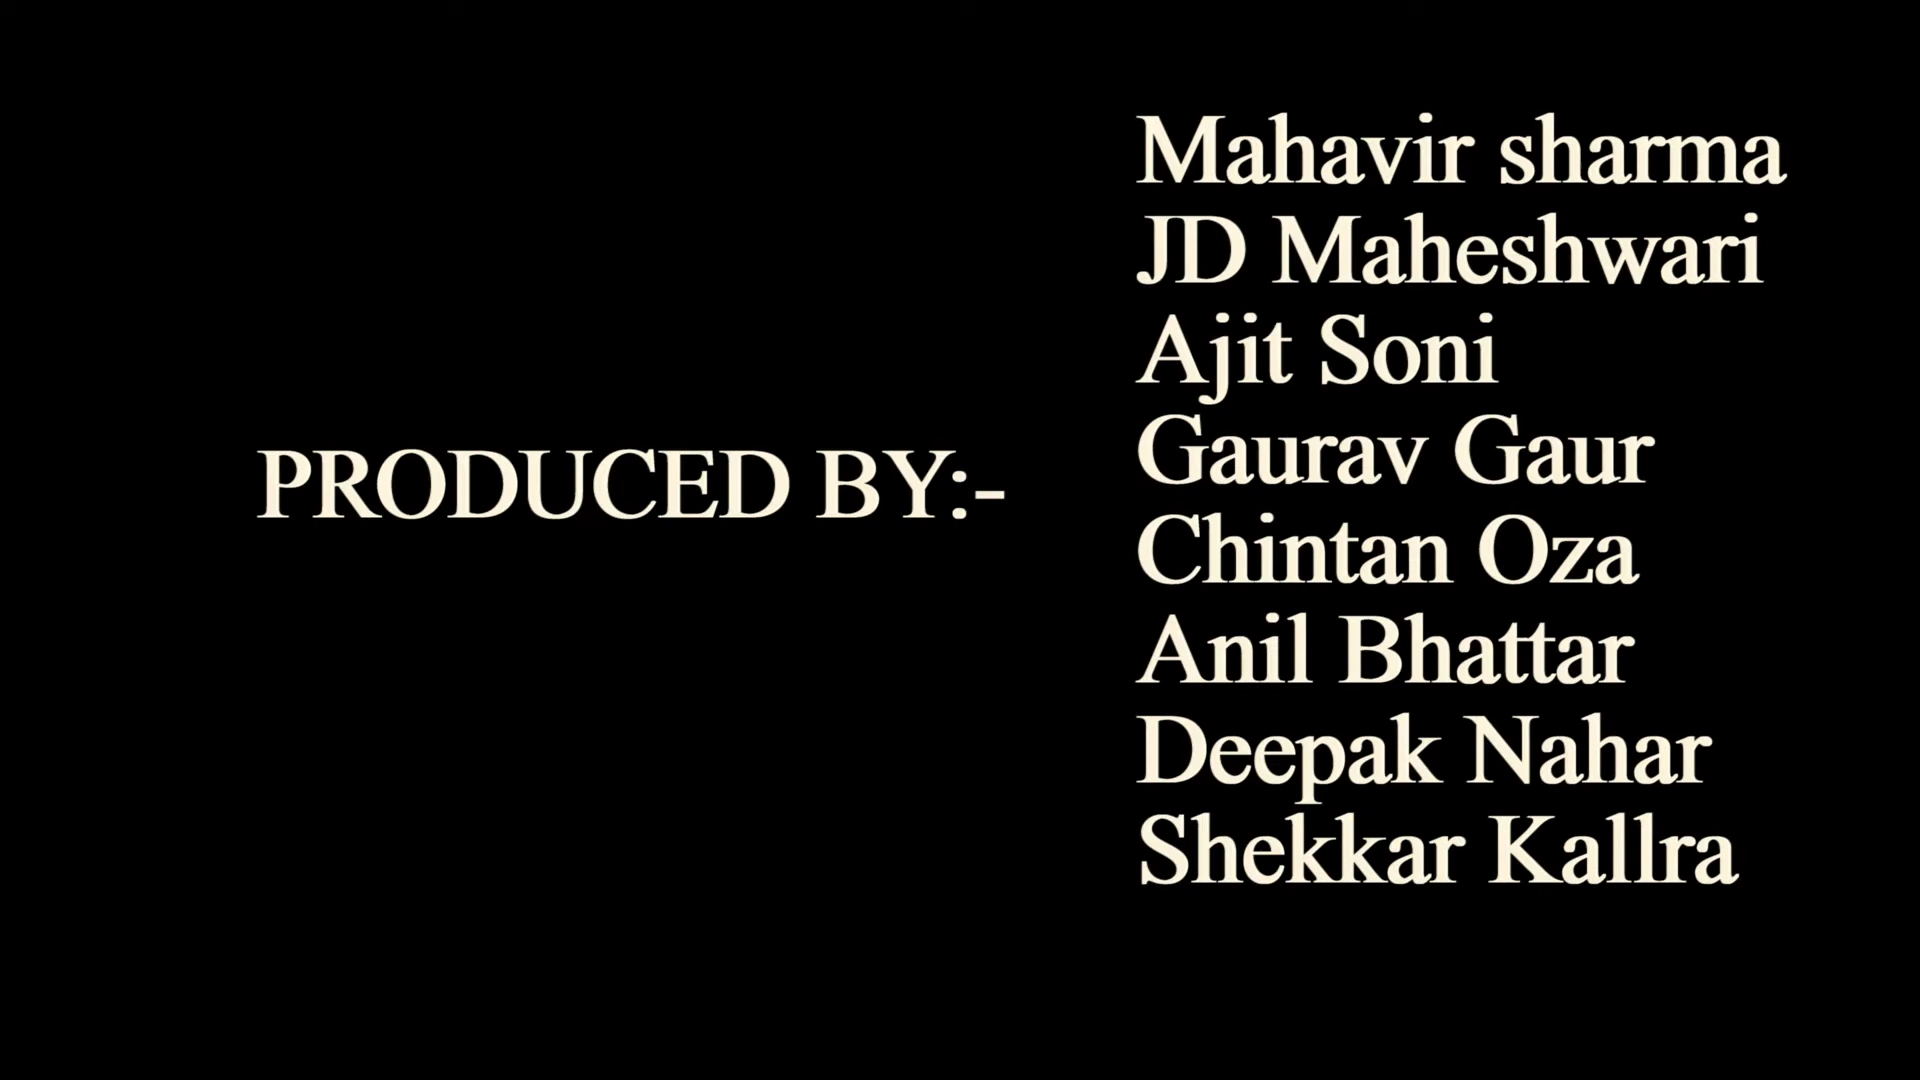 Mahavir sharma
JD Maheshwari
Ajit Soni
Gaurav Gaur
PRODUCED BY:-
Chintan Oza
Anil Bhattar
Deepak Nahar
Shekkar Kallra